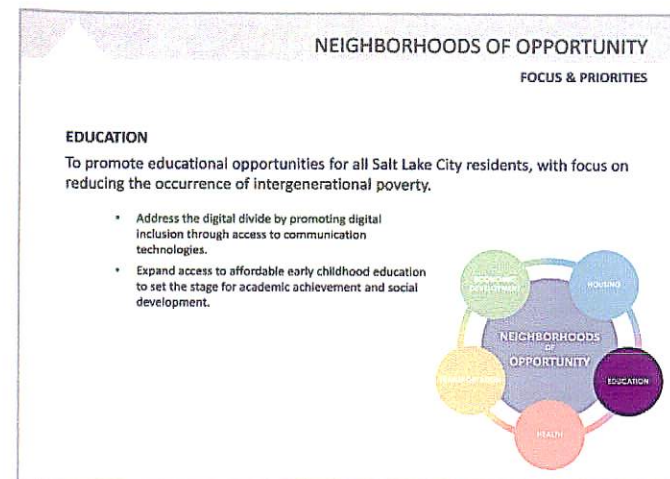 NEIGHBORHOODS OF OPPORTUNITY
FOCUS & PRIORITIES
EDUCATION
To promote educational opportunities for all Salt Lake City residents, with focus on
reducing the occurrence of intergenerational poverty.
• Address the digital divide by promoting digital
inclusion through access to communication
technologies.
• Expand access to affordable early childhood education
to set the stage for academic achievement and social
development.
ECONOMIC
DEVELOPMENT
HOUSING
NEIGHBORHOODS
OF
OPPORTUNITY
TRANSPORTATION
EDUCATION
HEALTH